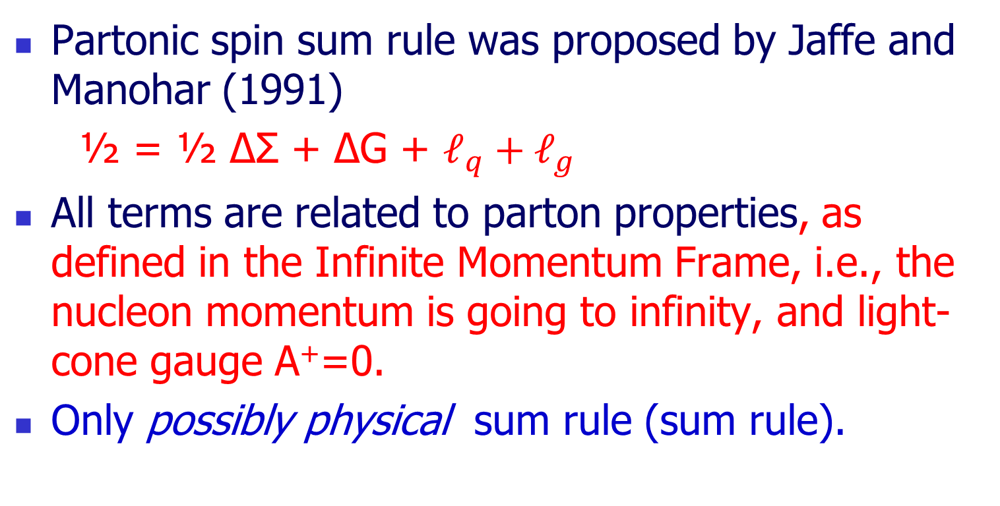 ▪ Partonic spin sum rule was proposed by Jaffe and
Manohar (1991)
½ = ½ ΔΣ + ΔG + ℓ_q + ℓ_g
▪ All terms are related to parton properties, as
defined in the Infinite Momentum Frame, i.e., the
nucleon momentum is going to infinity, and light-
cone gauge A⁺=0.
▪ Only possibly physical sum rule (sum rule).